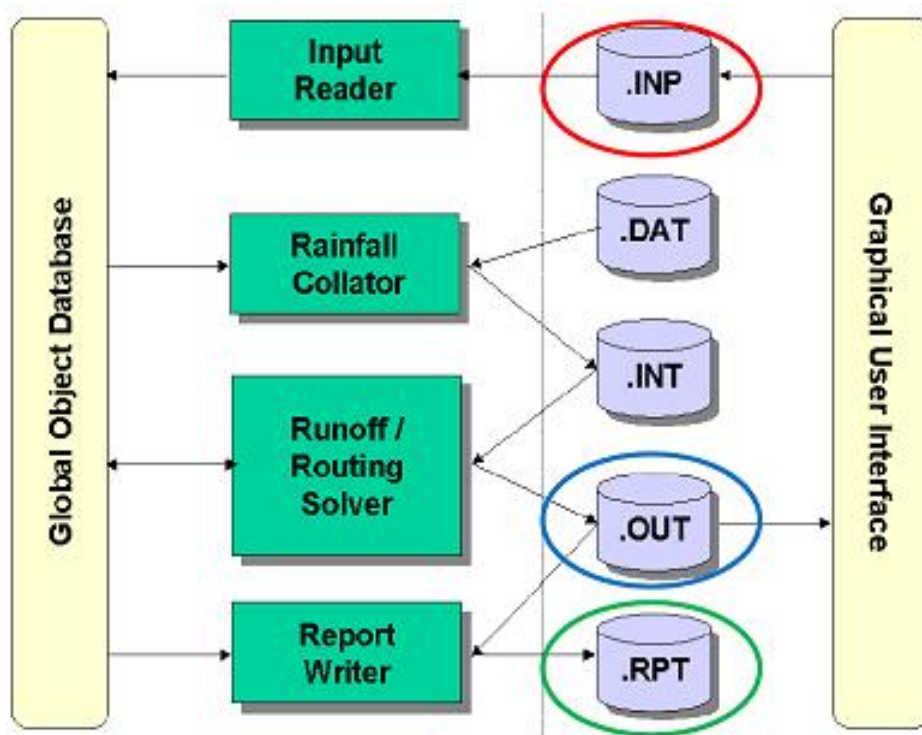 Global Object Database
Input
Reader
.INP
Rainfall
Collator
.DAT
.INT
Runoff /
Routing
Solver
.OUT
Report
Writer
.RPT
Graphical User Interface